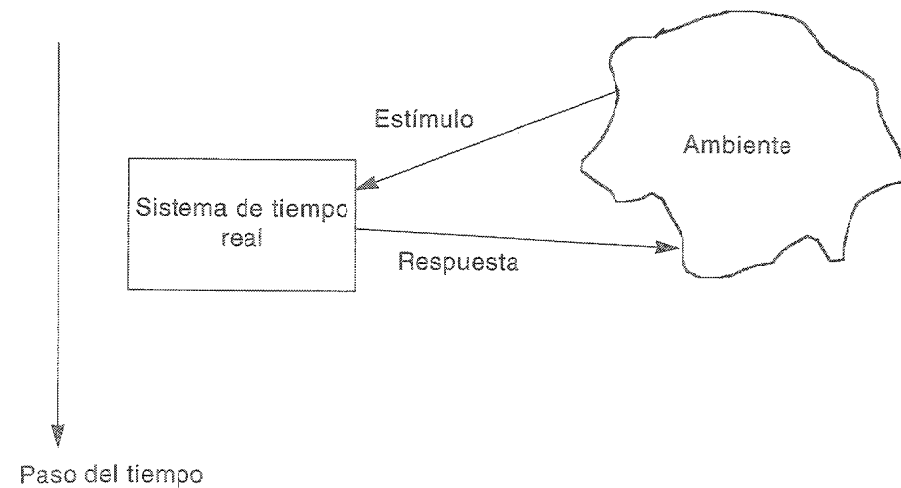 Estímulo
Ambiente
Sistema de tiempo
real
Respuesta
Paso del tiempo